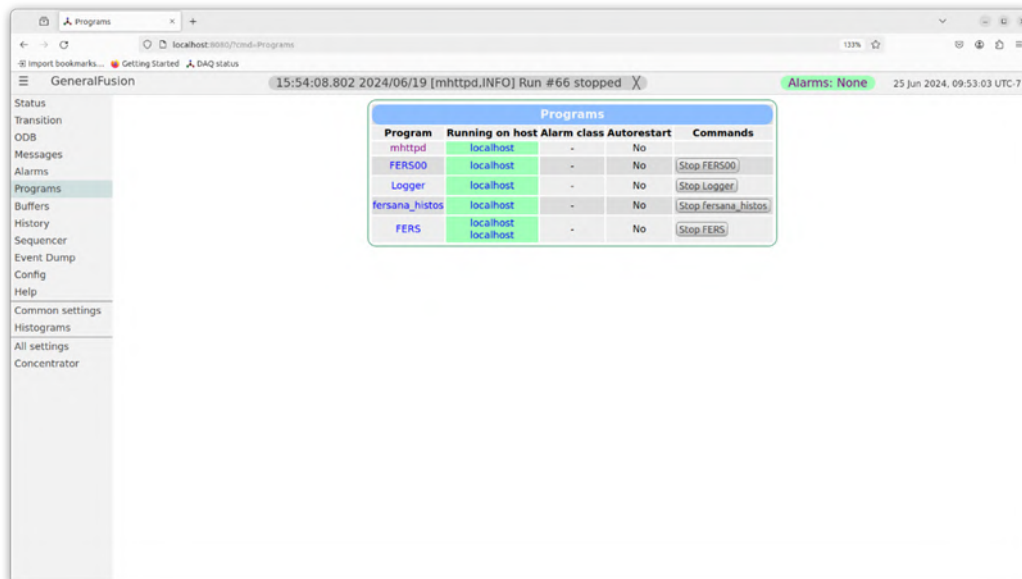 Programs
localhost:8080/?cmd=Programs
133%
Import bookmarks... Getting Started DAQ status
GeneralFusion
15:54:08.802 2024/06/19 [mhttpd,INFO] Run #66 stopped X
Alarms: None
25 Jun 2024, 09:53:03 UTC-7
Status
Transition
ODB
Messages
Alarms
Programs
Buffers
History
Sequencer
Event Dump
Config
Help
Common settings
Histograms
All settings
Concentrator
Programs
Program Running on host Alarm class Autorestart Commands
mhttpd localhost - No
FERS00 localhost - No Stop FERS00
Logger localhost - No Stop Logger
fersana_histos localhost - No Stop fersana_histos
FERS localhost - No Stop FERS
localhost